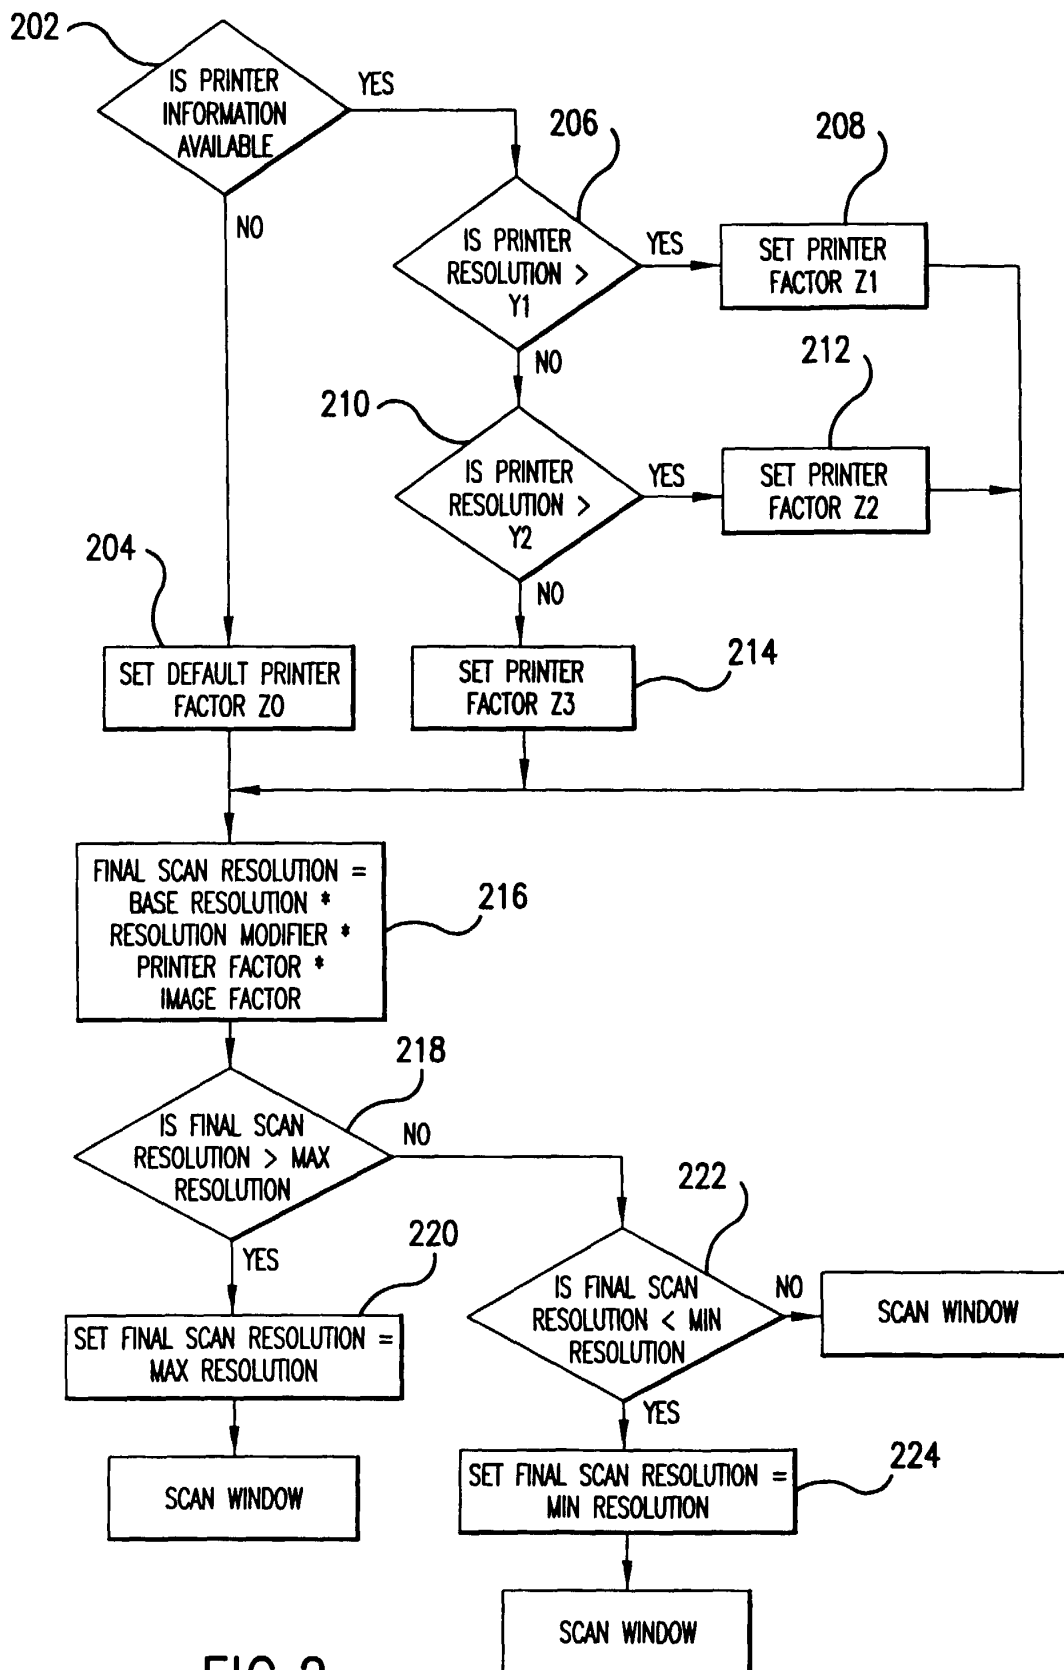 202
IS PRINTER
INFORMATION
AVAILABLE
YES
NO
206
IS PRINTER
RESOLUTION >
Y1
YES
NO
208
SET PRINTER
FACTOR Z1
210
IS PRINTER
RESOLUTION >
Y2
YES
NO
212
SET PRINTER
FACTOR Z2
204
SET DEFAULT PRINTER
FACTOR Z0
SET PRINTER
FACTOR Z3
214
FINAL SCAN RESOLUTION =
BASE RESOLUTION *
RESOLUTION MODIFIER *
PRINTER FACTOR *
IMAGE FACTOR
216
218
IS FINAL SCAN
RESOLUTION > MAX
RESOLUTION
NO
YES
220
SET FINAL SCAN RESOLUTION =
MAX RESOLUTION
SCAN WINDOW
222
IS FINAL SCAN
RESOLUTION < MIN
RESOLUTION
NO
SCAN WINDOW
YES
SET FINAL SCAN RESOLUTION =
MIN RESOLUTION
224
SCAN WINDOW